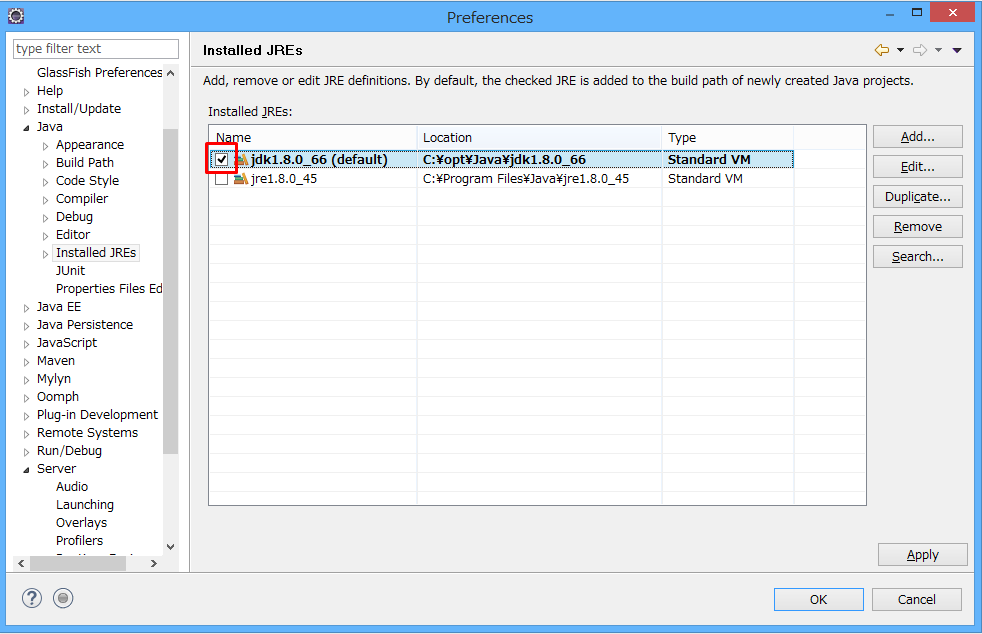 Preferences
type filter text
GlassFish Preferences
Help
Install/Update
Java
Appearance
Build Path
Code Style
Compiler
Debug
Editor
Installed JREs
JUnit
Properties Files Ed
Java EE
Java Persistence
JavaScript
Maven
Mylyn
Oomph
Plug-in Development
Remote Systems
Run/Debug
Server
Audio
Launching
Overlays
Profilers
Installed JREs
Add, remove or edit JRE definitions. By default, the checked JRE is added to the build path of newly created Java projects.
Installed JREs:
Name Location Type
jdk1.8.0_66 (default) C:¥opt¥Java¥jdk1.8.0_66 Standard VM
jre1.8.0_45 C:¥Program Files¥Java¥jre1.8.0_45 Standard VM
Add...
Edit...
Duplicate...
Remove
Search...
Apply
OK Cancel